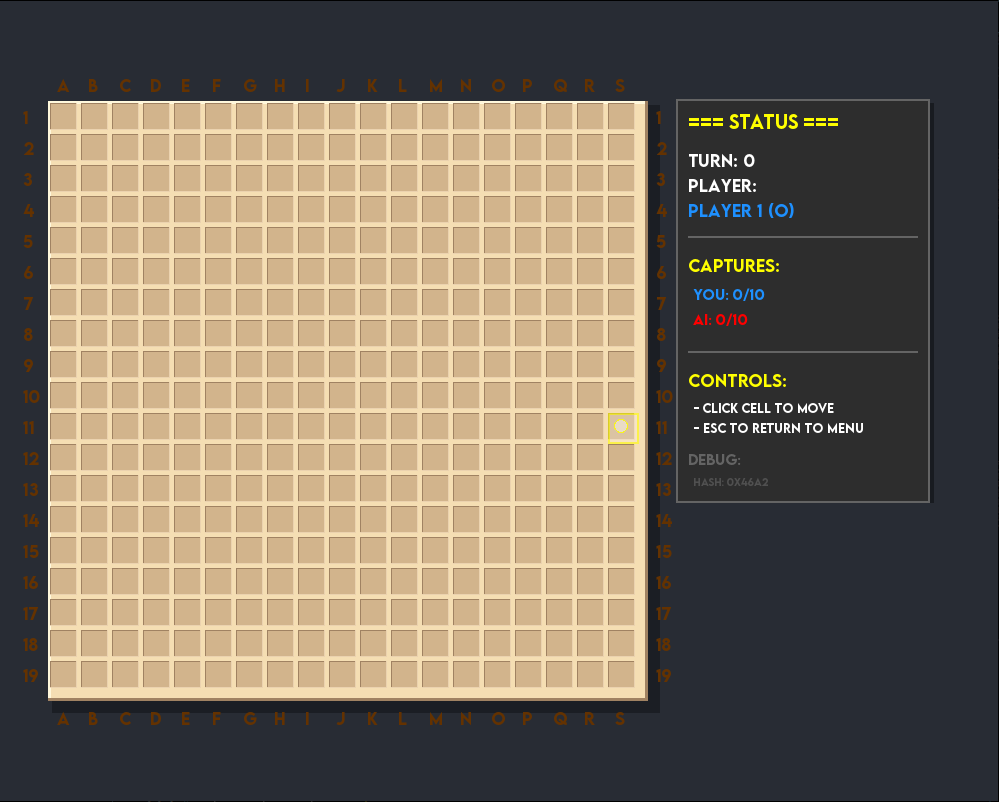 A B C D E F G H I J K L M N O P Q R S
1 1
2 2
3 3
4 4
5 5
6 6
7 7
8 8
9 9
10 10
11 11
12 12
13 13
14 14
15 15
16 16
17 17
18 18
19 19
A B C D E F G H I J K L M N O P Q R S
=== STATUS ===
TURN: 0
PLAYER:
PLAYER 1 (O)
CAPTURES:
YOU: 0/10
AI: 0/10
CONTROLS:
- CLICK CELL TO MOVE
- ESC TO RETURN TO MENU
DEBUG:
HASH: 0X46A2